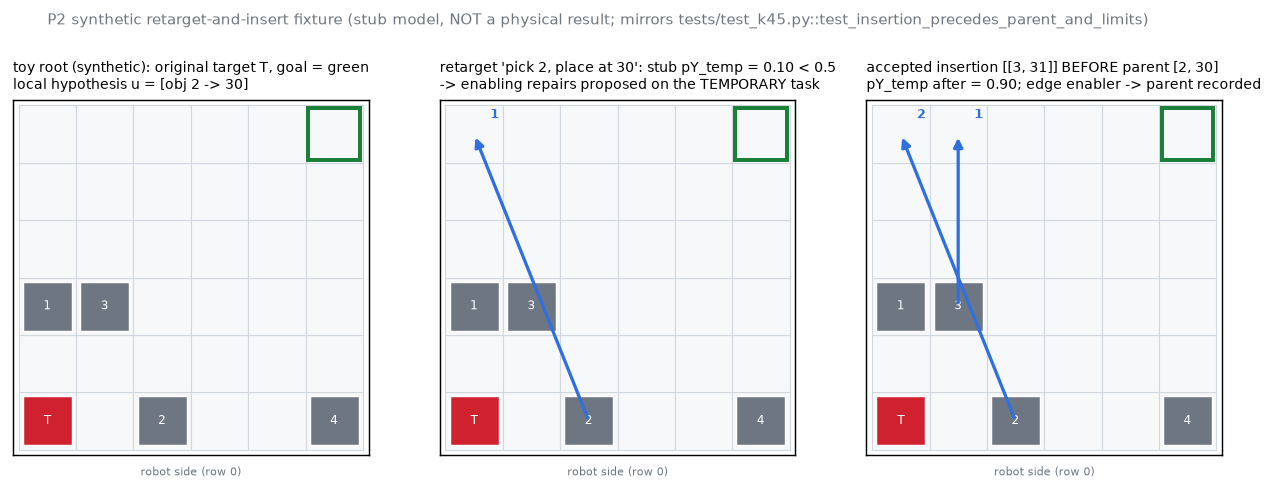 P2 synthetic retarget-and-insert fixture (stub model, NOT a physical result; mirrors tests/test_k45.py::test_insertion_precedes_parent_and_limits)
toy root (synthetic): original target T, goal = green
local hypothesis u = [obj 2 -> 30]
1
3
T
2
4
robot side (row 0)
retarget 'pick 2, place at 30': stub pY_temp = 0.10 < 0.5
-> enabling repairs proposed on the TEMPORARY task
1
1
3
T
2
4
robot side (row 0)
accepted insertion [[3, 31]] BEFORE parent [2, 30]
pY_temp after = 0.90; edge enabler -> parent recorded
2
1
1
3
T
2
4
robot side (row 0)